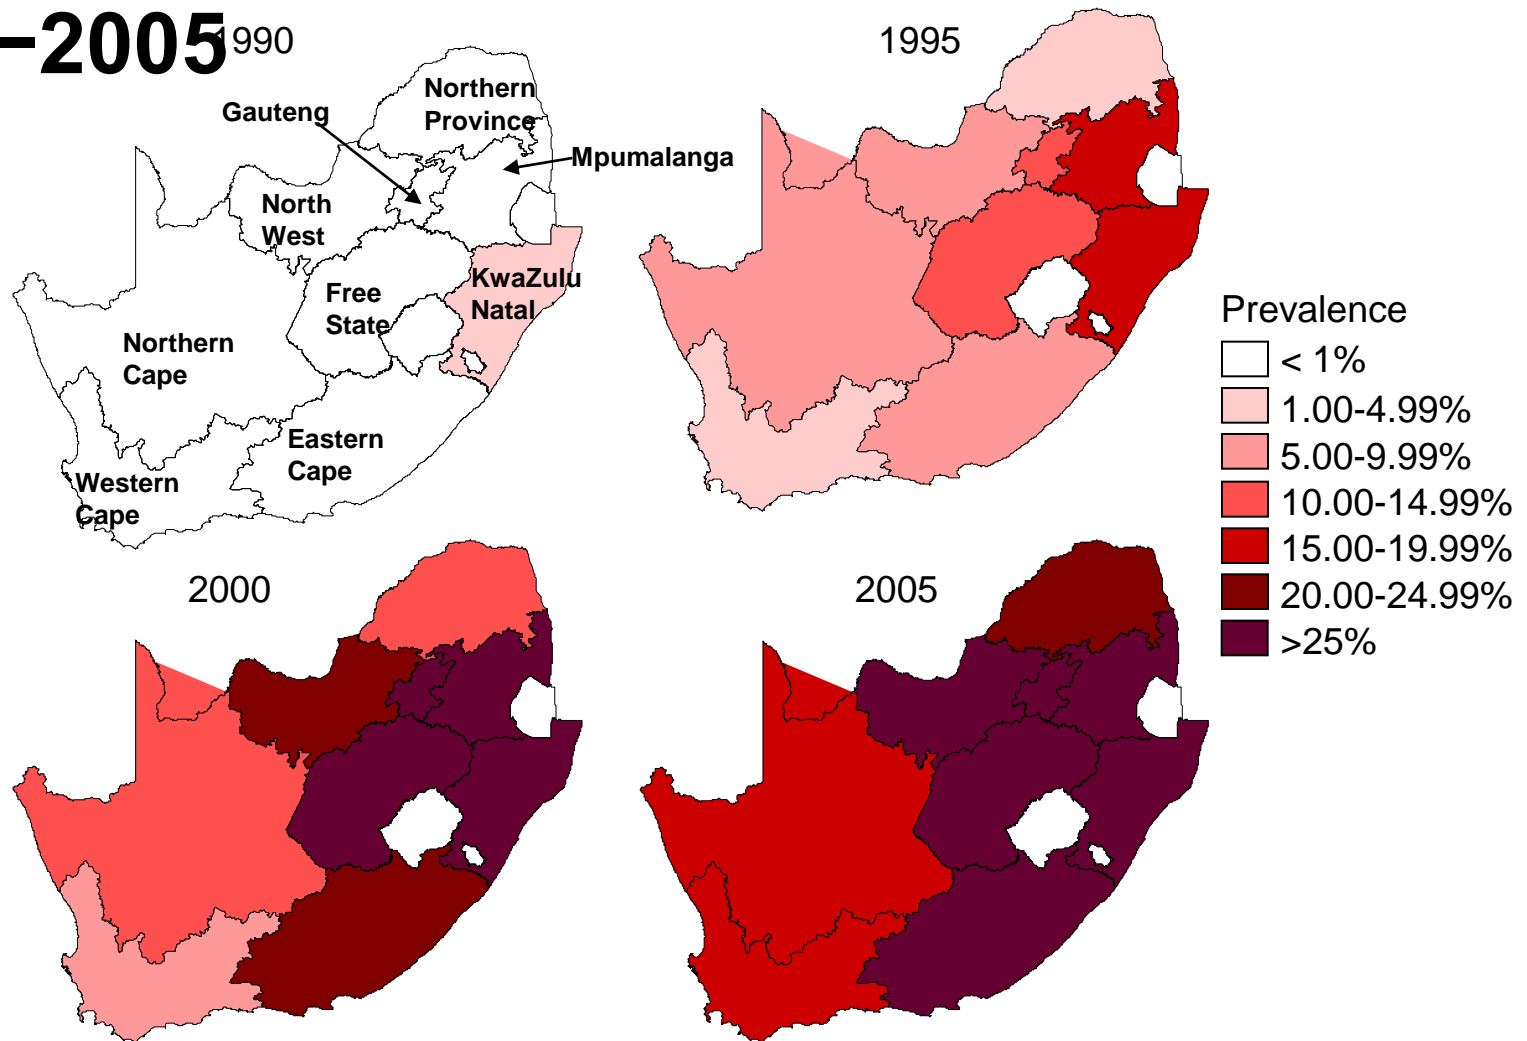 –2005
1990
1995
Northern
Province
Gauteng
Mpumalanga
North
West
KwaZulu
Natal
Free
State
Northern
Cape
Eastern
Cape
Western
Cape
Prevalence
< 1%
1.00-4.99%
5.00-9.99%
10.00-14.99%
15.00-19.99%
20.00-24.99%
>25%
2000
2005